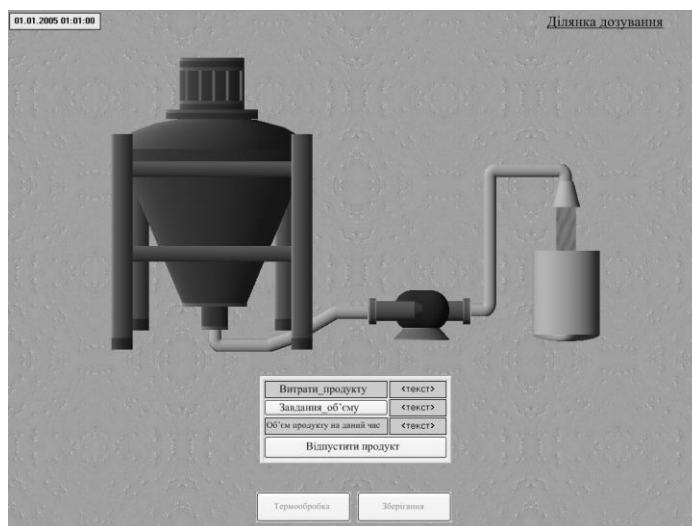 01.01.2005 01:01:00
Ділянка дозування
Витрати_продукту <текст>
Завдання_об’єму <текст>
Об’єм продукту на даний час <текст>
Відпустити продукт
Термообробка Зберігання